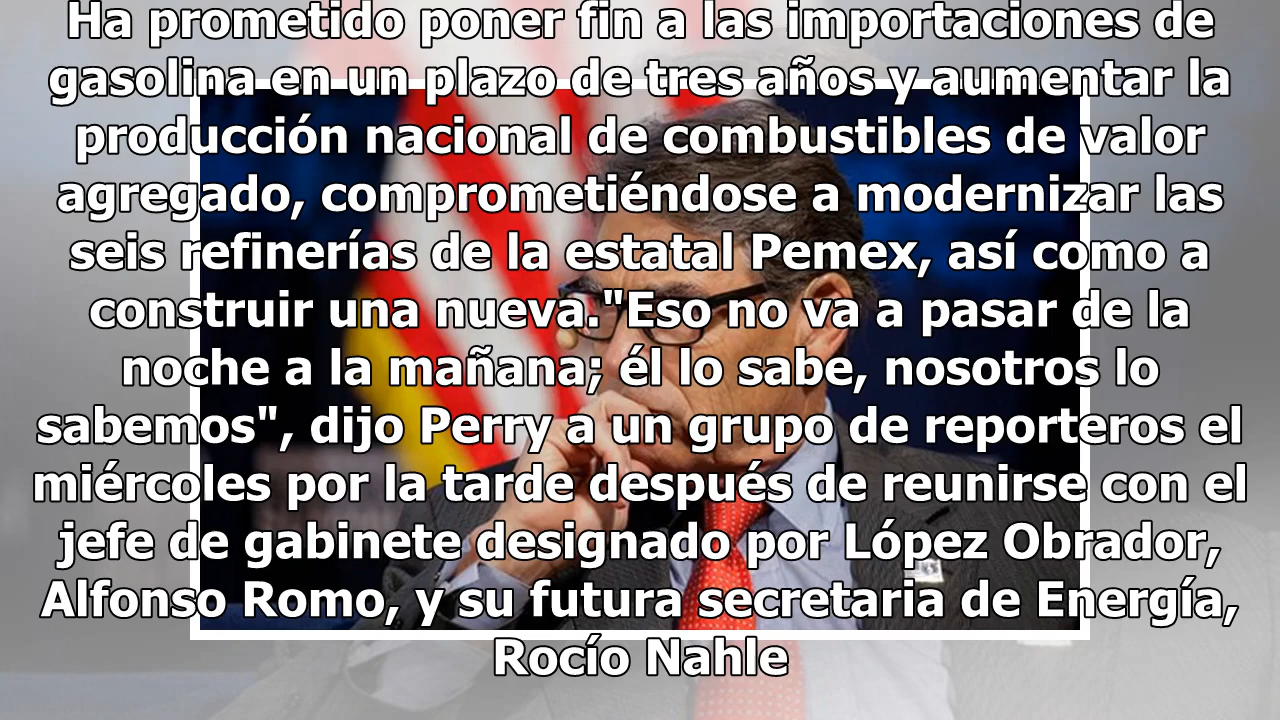 Ha prometido poner fin a las importaciones de
gasolina en un plazo de tres años y aumentar la
producción nacional de combustibles de valor
agregado, comprometiéndose a modernizar las
seis refinerías de la estatal Pemex, así como a
construir una nueva."Eso no va a pasar de la
noche a la mañana; él lo sabe, nosotros lo
sabemos", dijo Perry a un grupo de reporteros el
miércoles por la tarde después de reunirse con el
jefe de gabinete designado por López Obrador,
Alfonso Romo, y su futura secretaria de Energía,
Rocío Nahle